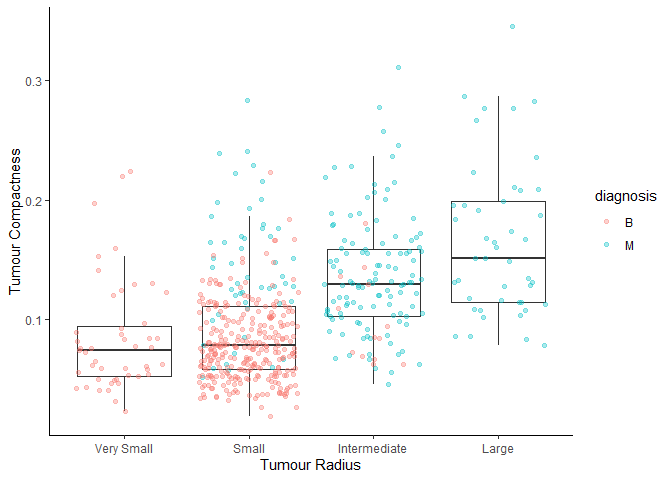 0.3
0.2
0.1
Tumour Compactness
Very Small Small Intermediate Large
Tumour Radius
diagnosis
B
M